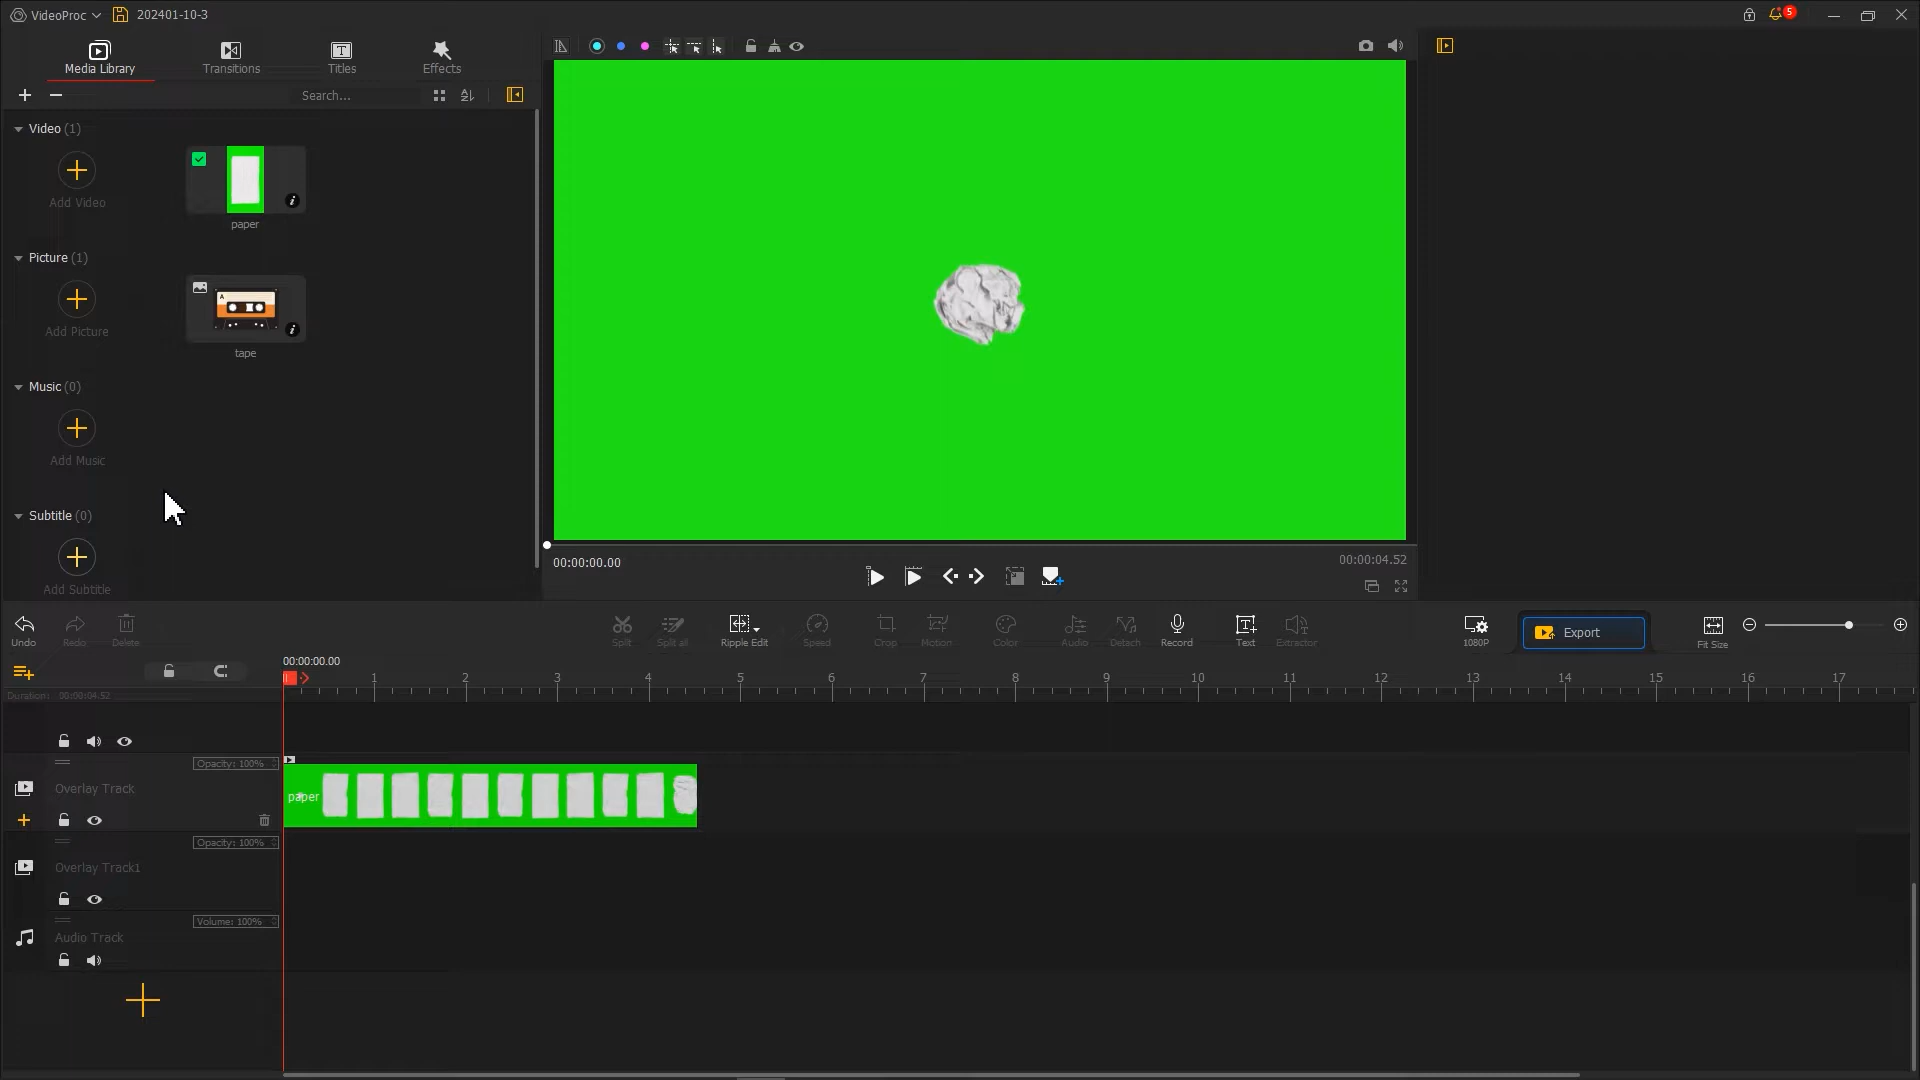 VideoProc
202401-10-3
5
Media Library
Transitions
Titles
Effects
Search...
Video (1)
Add Video
paper
Picture (1)
Add Picture
A
tape
Music (0)
Add Music
Subtitle (0)
Add Subtitle
00:00:00.00
00:00:04.52
Undo
Redo
Delete
Split
Split all
Ripple Edit
Speed
Crop
Motion
Color
Audio
Detach
Record
Text
Extractor
1080P
Export
Fit Size
00:00:00.00
1 2 3 4 5 6 7 8 9 10 11 12 13 14 15 16 17
Duration: 00:00:04.52
Opacity: 100%
Overlay Track
paper
Opacity: 100%
Overlay Track1
Volume: 100%
Audio Track